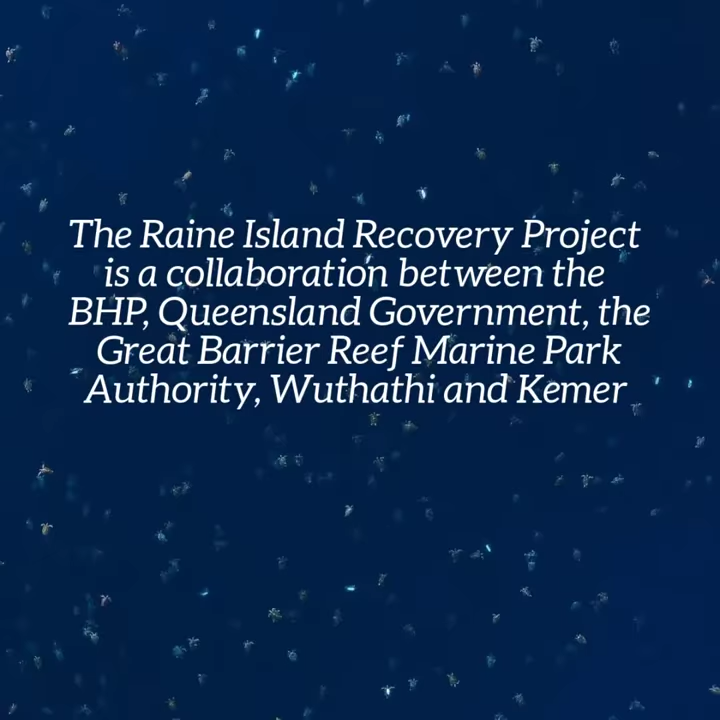 The Raine Island Recovery Project
is a collaboration between the
BHP, Queensland Government, the
Great Barrier Reef Marine Park
Authority, Wuthathi and Kemer